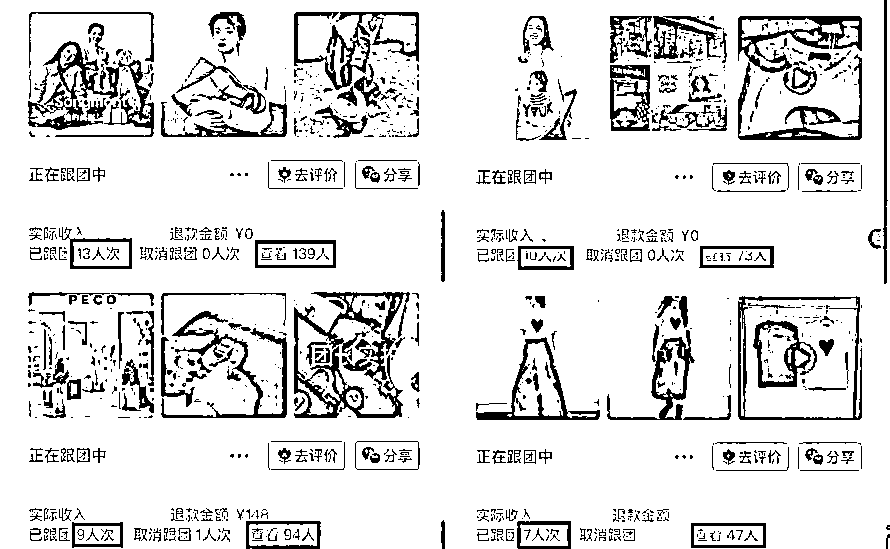 正在跟团中 ··· 去评价 分享
实际收入 退款金额 ¥0
已跟团 13人次 取消跟团 0人次 查看 139人
正在跟团中 ··· 去评价 分享
实际收入 退款金额 ¥0
已跟团 10人次 取消跟团 0人次 查看 73人
PECO
正在跟团中 ··· 去评价 分享
实际收入 退款金额 ¥148
已跟团 9人次 取消跟团 1人次 查看 94人
正在跟团中 ··· 去评价 分享
实际收入 退款金额
已跟团 7人次 取消跟团 查看 47人